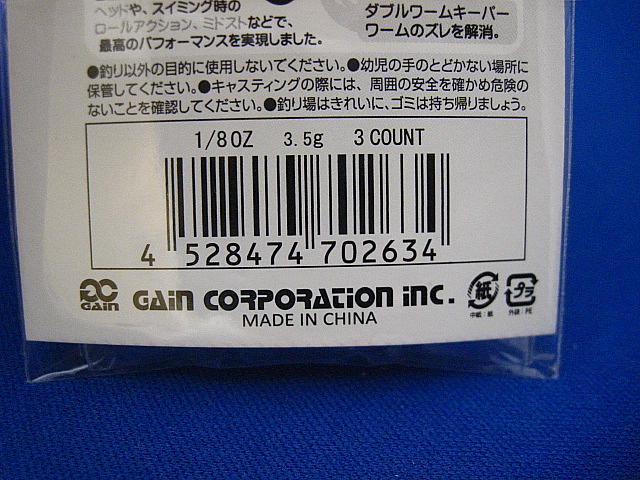 ヘッドや、スイミング時の
ロールアクション、ミドストなどで、
最高のパフォーマンスを実現しました。
ダブルワームキーパー
ワームのズレを解消。
●釣り以外の目的に使用しないでください。●幼児の手のとどかない場所に
保管してください。●キャスティングの際には、周囲の安全を確かめ危険の
ないことを確認してください。●釣り場はきれいに、ゴミは持ち帰りましょう。
1/8OZ 3.5g 3 COUNT
4 528474 702634
GAIN GAIN CORPORATION INC.
紙 プラ
中紙：紙 外袋：PE
MADE IN CHINA